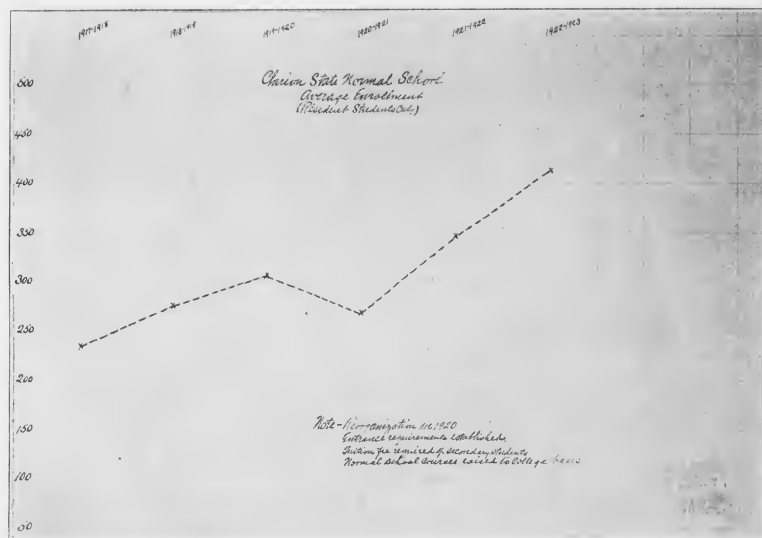 1917-1918 1918-1919 1919-1920 1920-1921 1921-1922 1922-1923
Clarion State Normal School
Average Enrollment
(Resident Students Only)
500
450
400
350
300
250
200
150
100
50
Note - Reorganization in 1920
Entrance requirements established.
Tuition fee required of secondary students
Normal School Courses raised to College basis